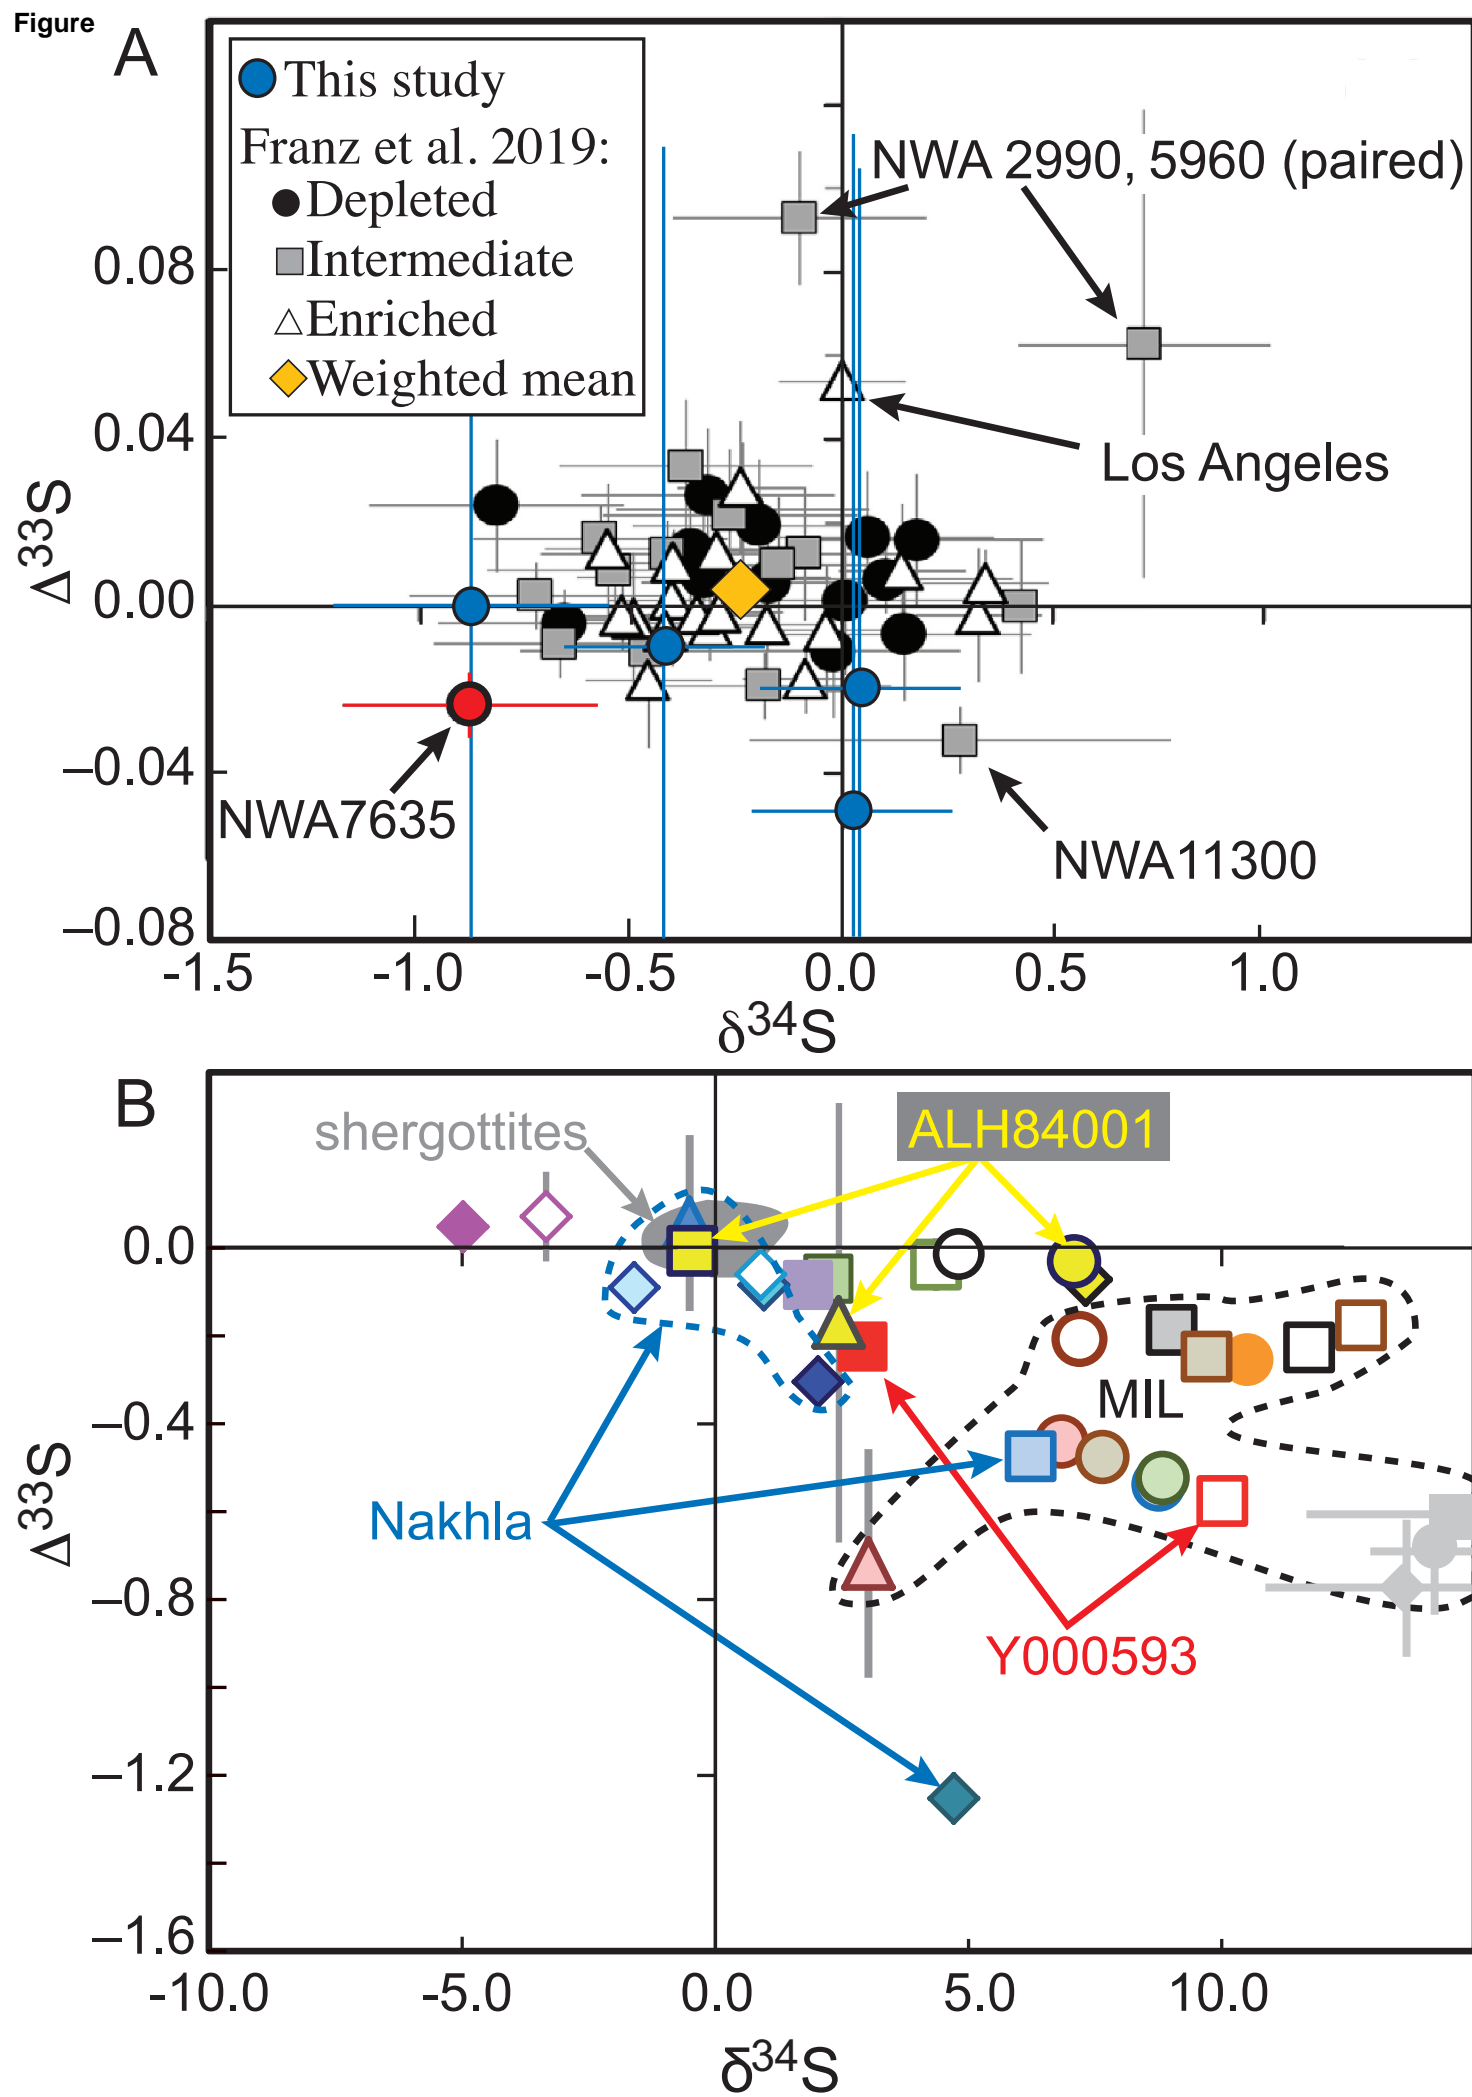 Figure
A
This study
Franz et al. 2019:
Depleted
Intermediate
Enriched
Weighted mean
NWA 2990, 5960 (paired)
Los Angeles
NWA7635
NWA11300
0.08
0.04
0.00
–0.04
–0.08
Δ33S
-1.5 -1.0 -0.5 0.0 0.5 1.0
δ34S
B
shergottites
ALH84001
MIL
Nakhla
Y000593
0.0
–0.4
–0.8
–1.2
–1.6
Δ33S
-10.0 -5.0 0.0 5.0 10.0
δ34S